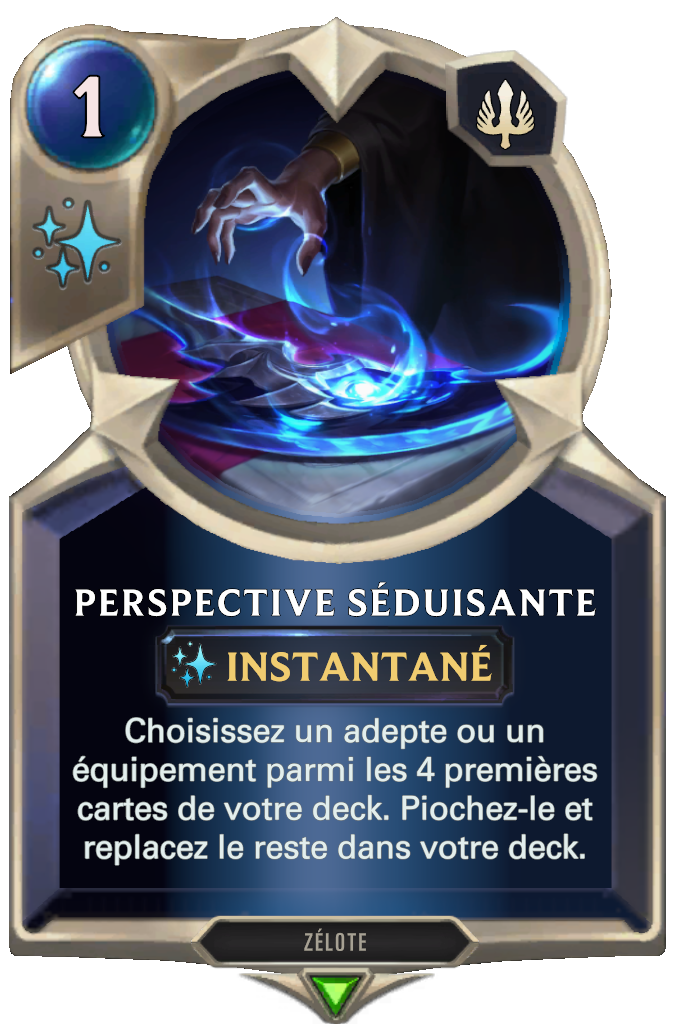 1
PERSPECTIVE SÉDUISANTE
INSTANTANÉ
Choisissez un adepte ou un
équipement parmi les 4 premières
cartes de votre deck. Piochez-le et
replacez le reste dans votre deck.
ZÉLOTE